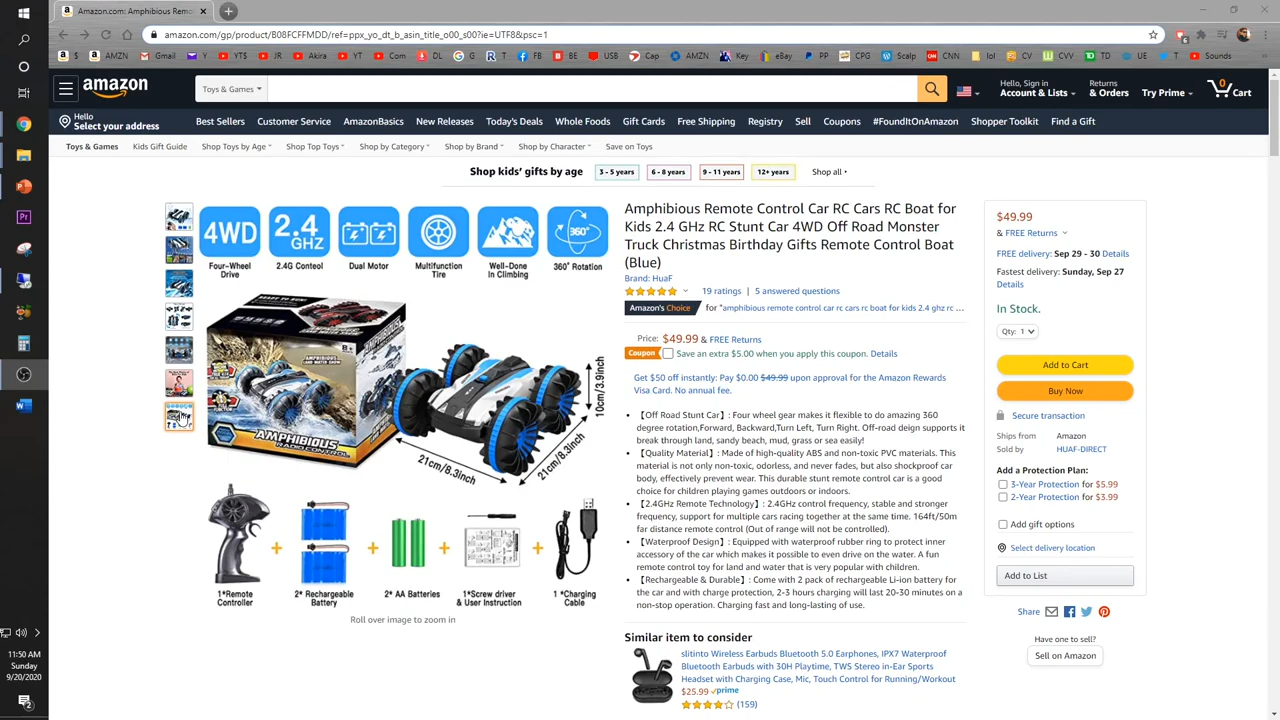 Amazon.com
amazon.com/gp/product/B08FCFFMDD/ref=ppx_yo_dt_b_asin_title_o00_s00?ie=UTF8&psc=1
$ AMZN Gmail Y YTS JR Akira YT Com DL G R T FB BE USB Cap AMZN Key eBay PP CPG Scalp CNN lol CV TD UE T Sounds
amazon
Toys & Games
Hello, Sign in
Account & Lists
Returns
& Orders
Try Prime
0
Cart
Hello
Select your address
Best Sellers Customer Service AmazonBasics New Releases Today's Deals Whole Foods Gift Cards Free Shipping Registry Sell Coupons #FoundItOnAmazon Shopper Toolkit Find a Gift
Toys & Games Kids Gift Guide Shop Toys by Age Shop Top Toys Shop by Category Shop by Brand Shop by Character Save on Toys
Shop kids' gifts by age 3 - 5 years 6 - 8 years 9 - 11 years 12+ years Shop all
4WD 2.4 GHZ 360°
Four-Wheel Drive
2.4G Conteol
Dual Motor
Multifunction Tire
Well-Done In Climbing
360° Rotation
READY TO RUN!
AMPHIBIOUS
AMPHIBIOUS
RADIO CONTROL
10cm/3.9inch
21cm/8.3inch
21cm/8.3inch
1*Remote Controller
+
2* Rechargeable Battery
+
2* AA Batteries
+
1*Screw driver & User Instruction
+
1 *Charging Cable
Roll over image to zoom in
Amphibious Remote Control Car RC Cars RC Boat for
Kids 2.4 GHz RC Stunt Car 4WD Off Road Monster
Truck Christmas Birthday Gifts Remote Control Boat
(Blue)
Brand: HuaF
19 ratings | 5 answered questions
Amazon's Choice for "amphibious remote control car rc cars rc boat for kids 2.4 ghz rc ...
Price: $49.99 & FREE Returns
Coupon Save an extra $5.00 when you apply this coupon. Details
Get $50 off instantly: Pay $0.00 $49.99 upon approval for the Amazon Rewards
Visa Card. No annual fee.
• 【Off Road Stunt Car】: Four wheel gear makes it flexible to do amazing 360
degree rotation,Forward, Backward,Turn Left, Turn Right. Off-road deign supports it
break through land, sandy beach, mud, grass or sea easily!
• 【Quality Material】: Made of high-quality ABS and non-toxic PVC materials. This
material is not only non-toxic, odorless, and never fades, but also shockproof car
body, effectively prevent wear. This durable stunt remote control car is a good
choice for children playing games outdoors or indoors.
• 【2.4GHz Remote Technology】: 2.4GHz control frequency, stable and stronger
frequency, support for multiple cars racing together at the same time. 164ft/50m
far distance remote control (Out of range will not be controlled).
• 【Waterproof Design】: Equipped with waterproof rubber ring to protect inner
accessory of the car which makes it possible to even drive on the water. A fun
remote control toy for land and water that is very popular with children.
• 【Rechargeable & Durable】: Come with 2 pack of rechargeable Li-ion battery for
the car and with charge protection, 2-3 hours charging will last 20-30 minutes on a
non-stop operation. Charging fast and long-lasting of use.
Similar item to consider
slitinto Wireless Earbuds Bluetooth 5.0 Earphones, IPX7 Waterproof
Bluetooth Earbuds with 30H Playtime, TWS Stereo in-Ear Sports
Headset with Charging Case, Mic, Touch Control for Running/Workout
$25.99 prime
(159)
$49.99
& FREE Returns
FREE delivery: Sep 29 - 30 Details
Fastest delivery: Sunday, Sep 27
Details
In Stock.
Qty: 1
Add to Cart
Buy Now
Secure transaction
Ships from Amazon
Sold by HUAF-DIRECT
Add a Protection Plan:
3-Year Protection for $5.99
2-Year Protection for $3.99
Add gift options
Select delivery location
Add to List
Share
Have one to sell?
Sell on Amazon
11:50 AM
Sunday
9/20/2020